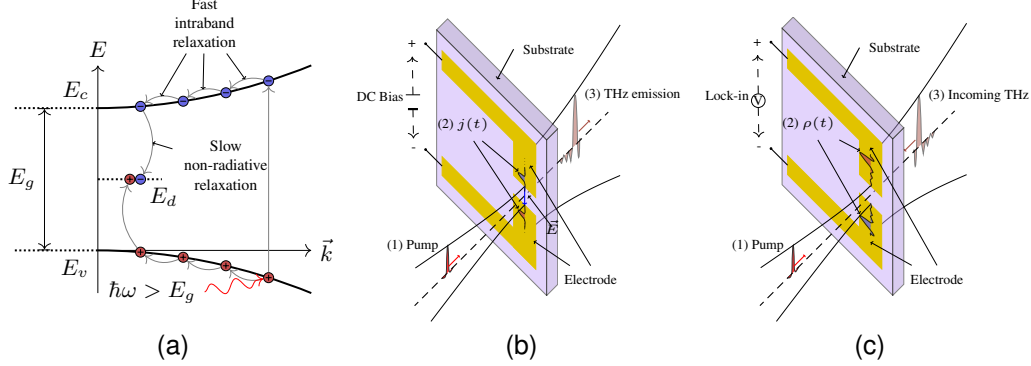 Fast
intraband
relaxation
E
E_c
E_g
Slow
non-radiative
relaxation
E_d
E_v
k⃗
ℏω > E_g
(a)
+
DC Bias
-
Substrate
(3) THz emission
(2) j(t)
E⃗
(1) Pump
Electrode
(b)
+
Lock-in
V
-
Substrate
(3) Incoming THz
(2) ρ(t)
(1) Pump
Electrode
(c)